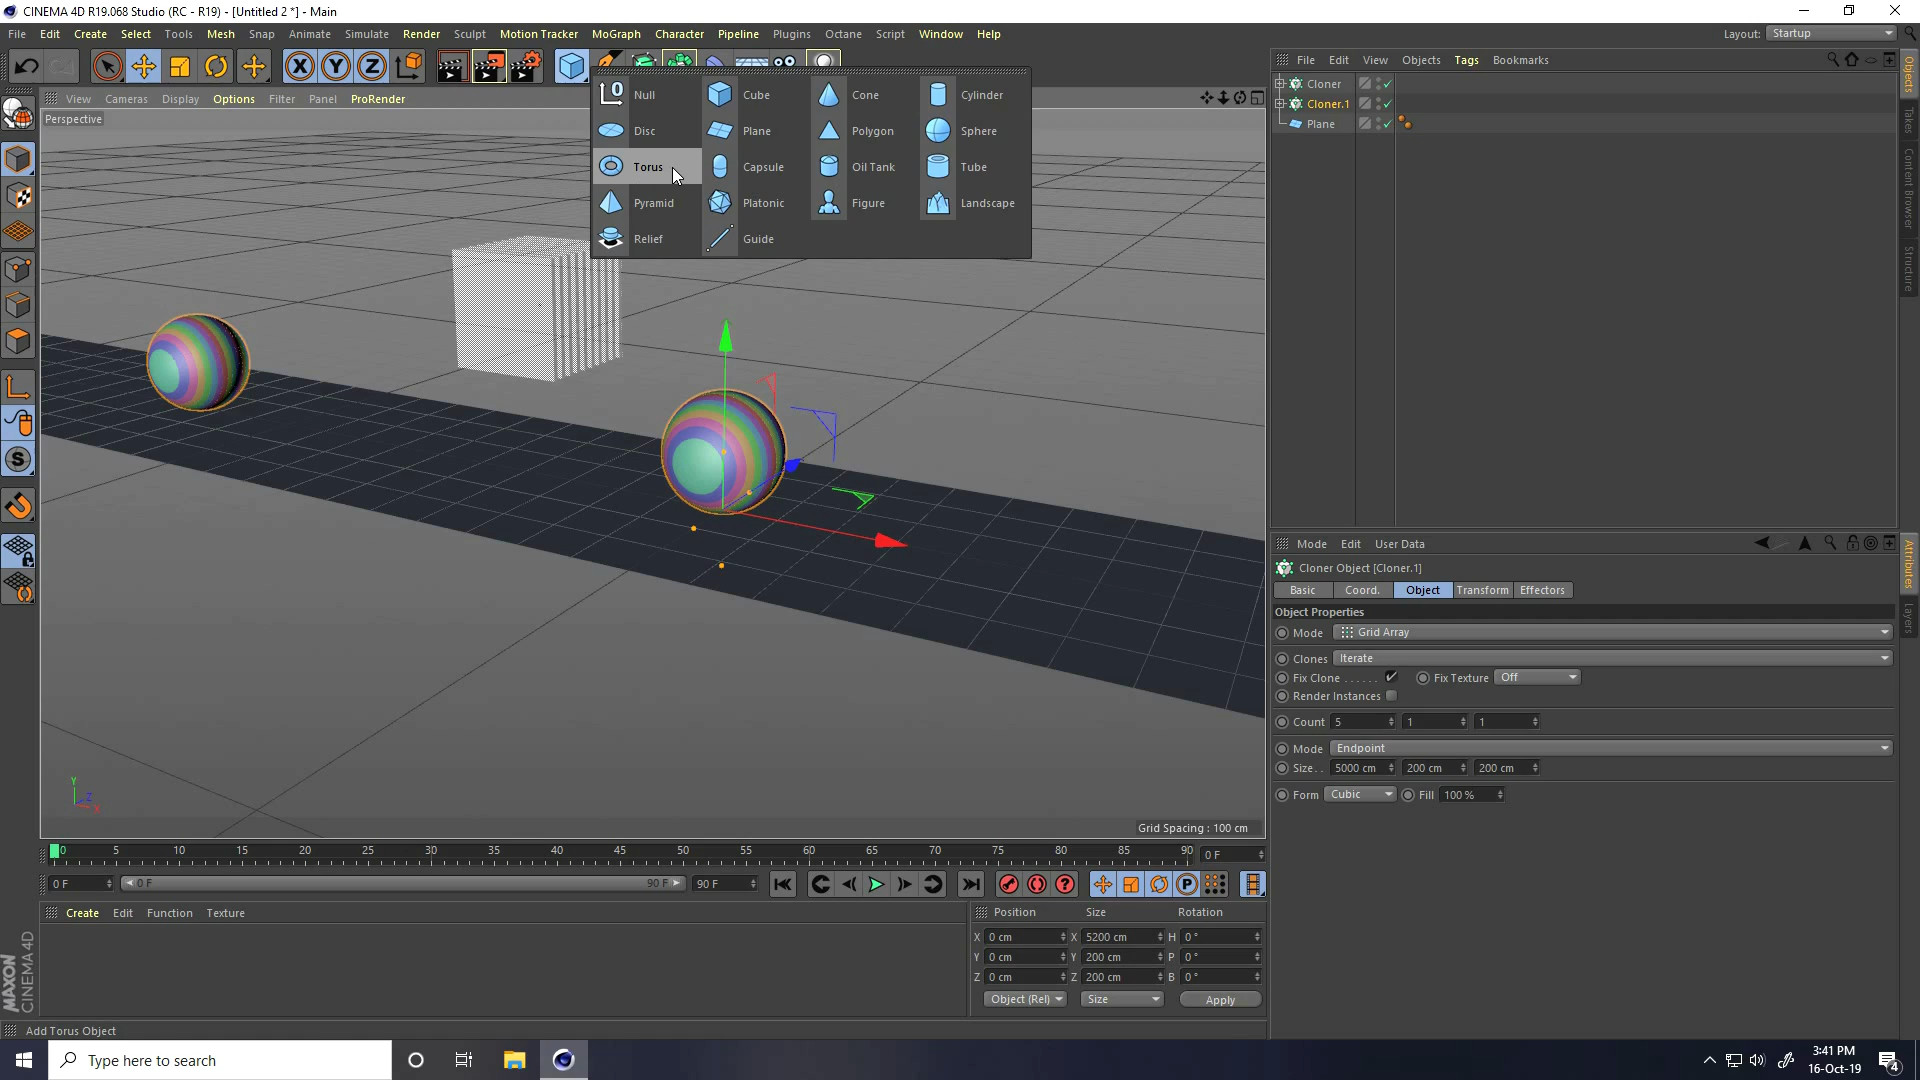 CINEMA 4D R19.068 Studio (RC - R19) - [Untitled 2 *] - Main
File Edit Create Select Tools Mesh Snap Animate Simulate Render Sculpt Motion Tracker MoGraph Character Pipeline Plugins Octane Script Window Help
Layout: Startup
View Cameras Display Options Filter Panel ProRender
Perspective
Null Cube Cone Cylinder
Disc Plane Polygon Sphere
Torus Capsule Oil Tank Tube
Pyramid Platonic Figure Landscape
Relief Guide
Grid Spacing : 100 cm
Y
Z
X
File Edit View Objects Tags Bookmarks
Cloner
Cloner.1
Plane
Objects
Takes
Content Browser
Structure
Mode Edit User Data
Cloner Object [Cloner.1]
Basic Coord. Object Transform Effectors
Object Properties
Mode Grid Array
Clones Iterate
Fix Clone . . . . . . Fix Texture Off
Render Instances
Count 5 1 1
Mode Endpoint
Size. . 5000 cm 200 cm 200 cm
Form Cubic Fill 100 %
Attributes
Layers
0 5 10 15 20 25 30 35 40 45 50 55 60 65 70 75 80 85 90 0 F
0 F 0 F 90 F 90 F
Create Edit Function Texture
Position Size Rotation
X 0 cm X 5200 cm H 0 °
Y 0 cm Y 200 cm P 0 °
Z 0 cm Z 200 cm B 0 °
Object (Rel) Size Apply
MAXON
CINEMA 4D
Add Torus Object
Type here to search
3:41 PM
16-Oct-19
4